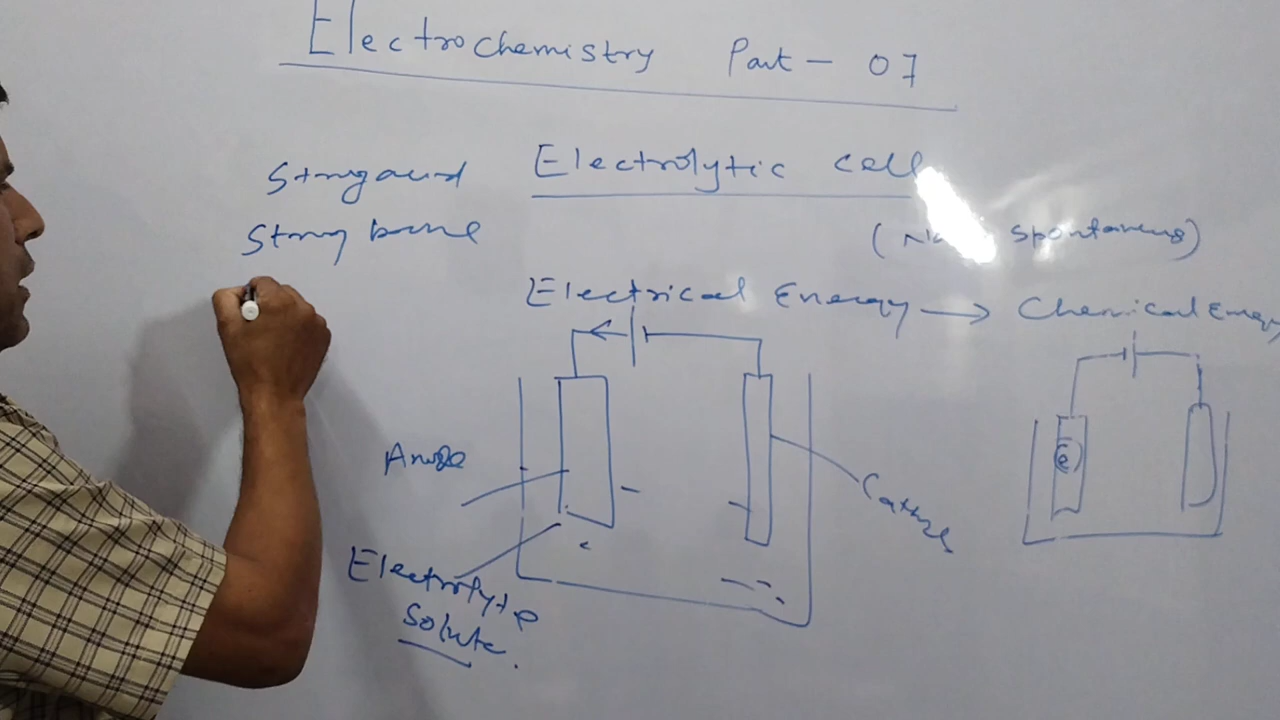 Electrochemistry Part - 07
Electrolytic cell
Strong acid
Strong base
spontaneous)
Electrical Energy → Chemical Energy
Anode
Cathode
(e)
Electrolyte
Solute.